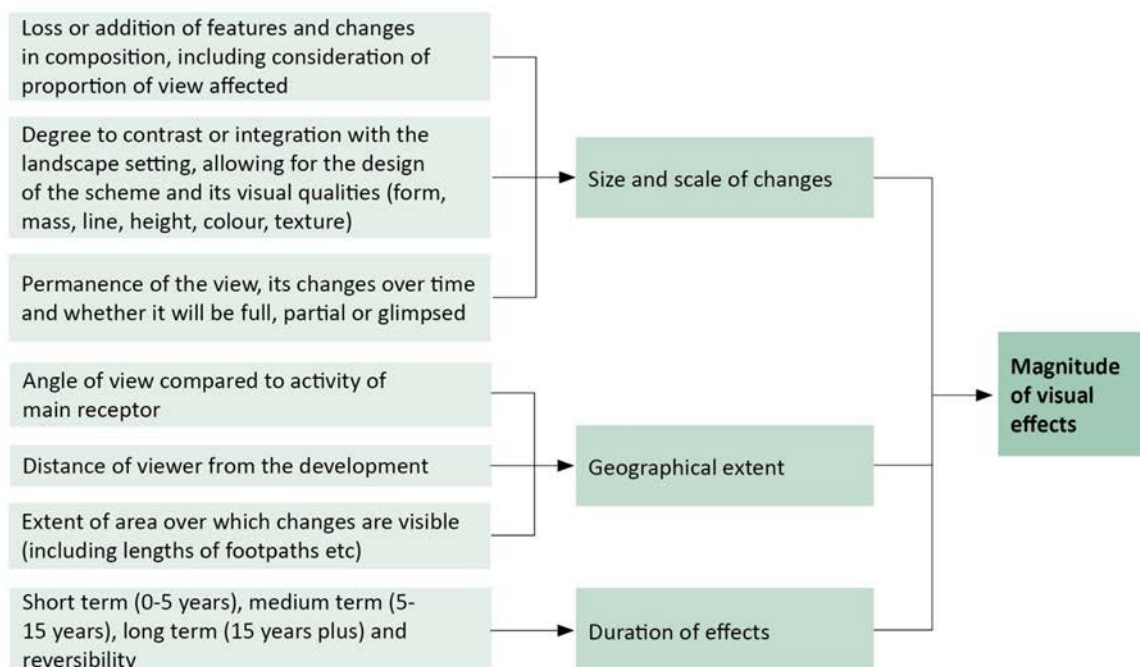 Loss or addition of features and changes
in composition, including consideration of
proportion of view affected
Degree to contrast or integration with the
landscape setting, allowing for the design
of the scheme and its visual qualities (form,
mass, line, height, colour, texture)
Permanence of the view, its changes over time
and whether it will be full, partial or glimpsed
Size and scale of changes
Angle of view compared to activity of
main receptor
Distance of viewer from the development
Extent of area over which changes are visible
(including lengths of footpaths etc)
Geographical extent
Short term (0-5 years), medium term (5-
15 years), long term (15 years plus) and
reversibility
Duration of effects
Magnitude
of visual
effects